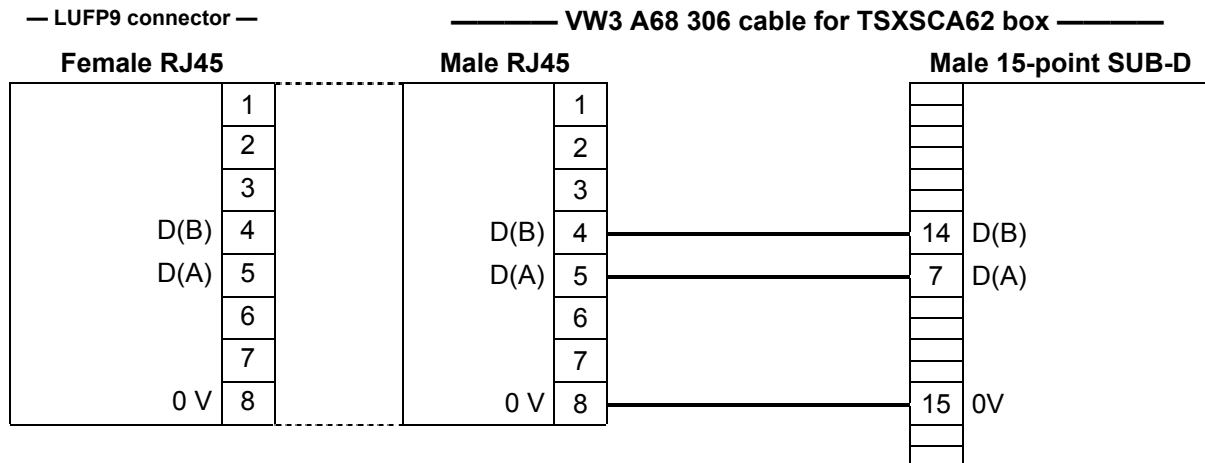 — LUFP9 connector — ———— VW3 A68 306 cable for TSXSCA62 box ————
Female RJ45 Male RJ45 Male 15-point SUB-D
1 1
2 2
3 3
D(B) 4 D(B) 4 14 D(B)
D(A) 5 D(A) 5 7 D(A)
6 6
7 7
0 V 8 0 V 8 15 0V